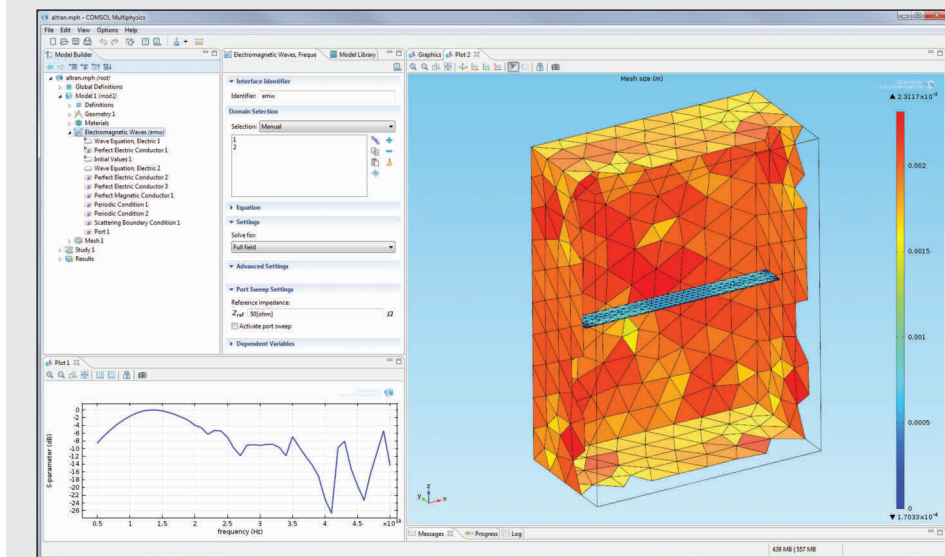 altran.mph - COMSOL Multiphysics
File Edit View Options Help
Model Builder
altran.mph (root)
Global Definitions
Model 1 (mod1)
Definitions
Geometry 1
Materials
Electromagnetic Waves (emw)
Wave Equation, Electric 1
Perfect Electric Conductor 1
Initial Values 1
Wave Equation, Electric 2
Perfect Electric Conductor 2
Perfect Electric Conductor 3
Perfect Magnetic Conductor 1
Periodic Condition 1
Periodic Condition 2
Scattering Boundary Condition 1
Port 1
Mesh 1
Study 1
Results
Electromagnetic Waves, Freque
Model Library
Interface Identifier
Identifier: emw
Domain Selection
Selection: Manual
1
2
Equation
Settings
Solve for:
Full field
Advanced Settings
Port Sweep Settings
Reference impedance:
Zref 50[ohm] Ω
Activate port sweep
Dependent Variables
Graphics Plot 2
Mesh size (m)
▲ 2.3117×10⁻³
0.002
0.0015
0.001
0.0005
0
▼ 1.7033×10⁻⁴
z
y x
Plot 1
S-parameter (dB)
0
-2
-4
-6
-8
-10
-12
-14
-16
-18
-20
-22
-24
-26
0.5 1 1.5 2 2.5 3 3.5 4 4.5 5 ×10¹⁰
frequency (Hz)
Messages Progress Log
439 MB | 557 MB